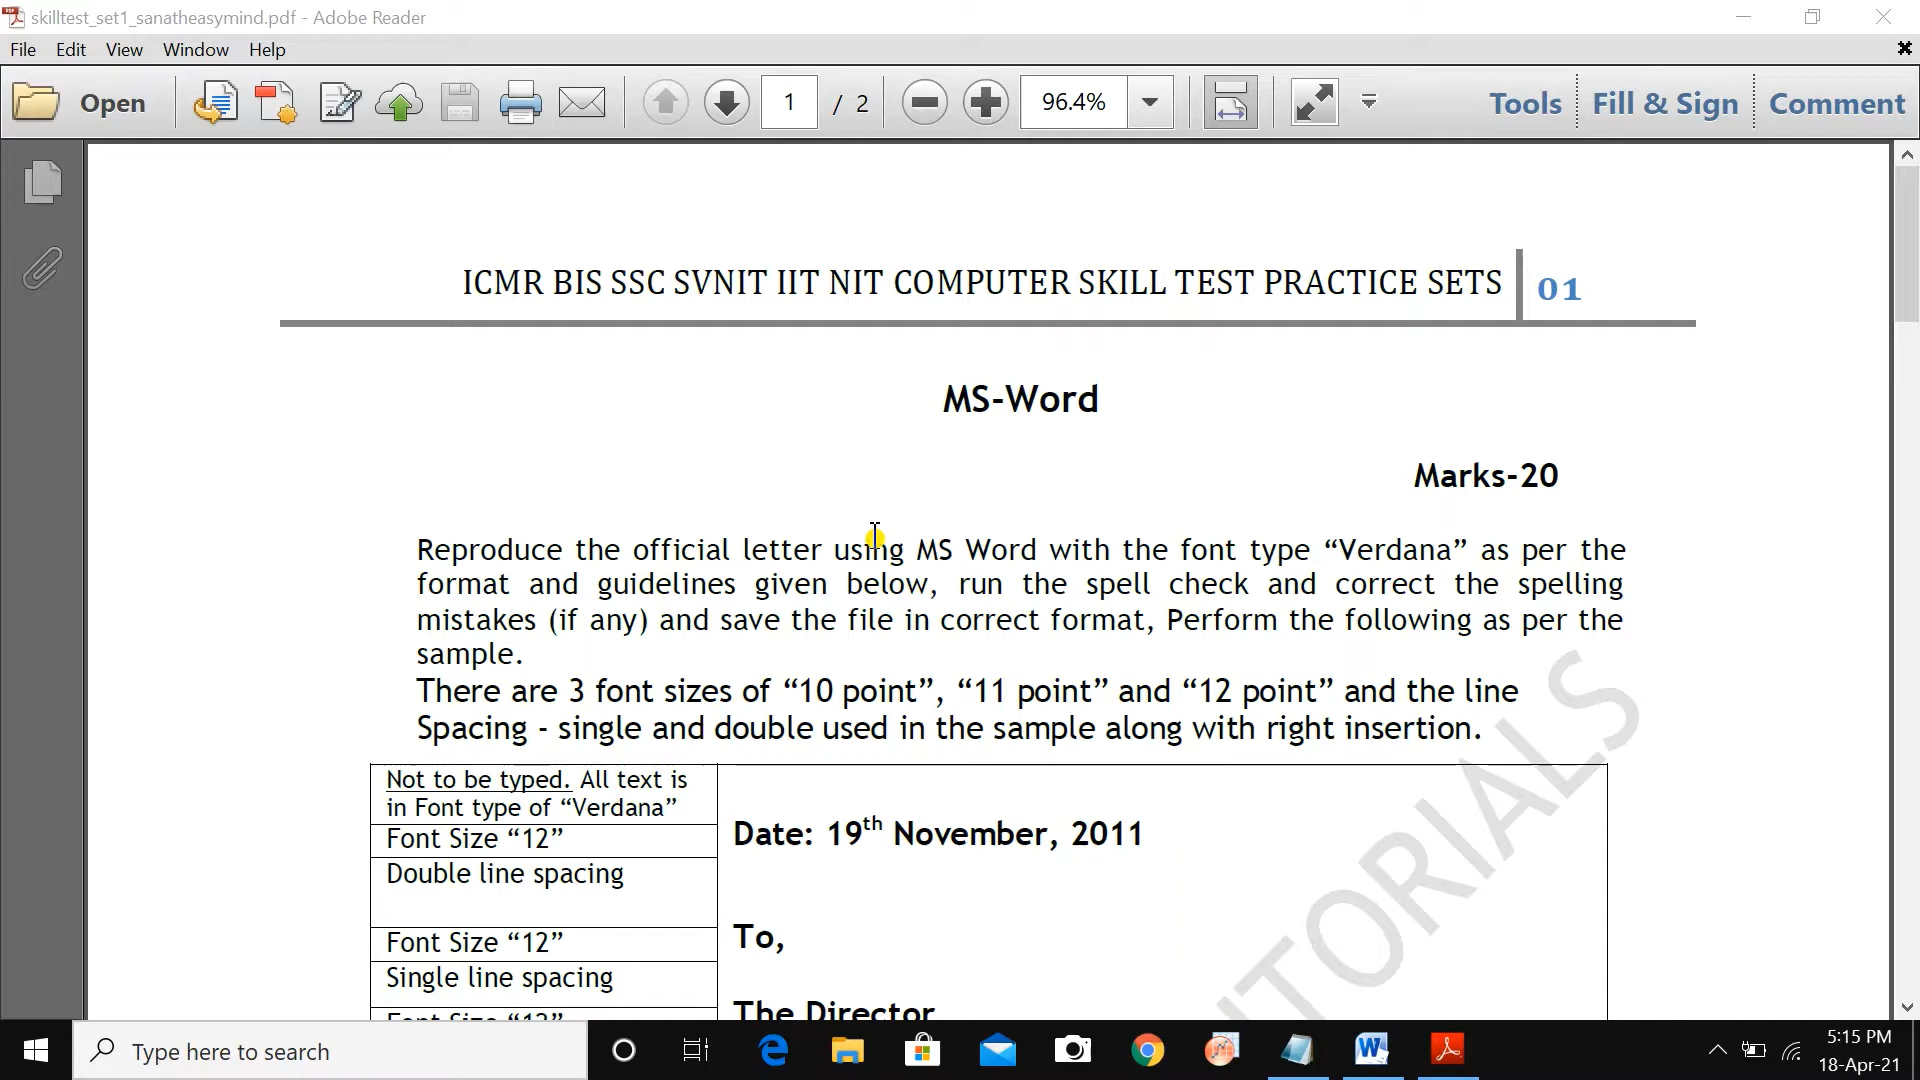 skilltest_set1_sanatheasymind.pdf - Adobe Reader
File Edit View Window Help
Open 1 / 2 96.4% Tools Fill & Sign Comment
ICMR BIS SSC SVNIT IIT NIT COMPUTER SKILL TEST PRACTICE SETS 01
MS-Word
Marks-20
Reproduce the official letter using MS Word with the font type “Verdana” as per the
format and guidelines given below, run the spell check and correct the spelling
mistakes (if any) and save the file in correct format, Perform the following as per the
sample.
There are 3 font sizes of “10 point”, “11 point” and “12 point” and the line
Spacing - single and double used in the sample along with right insertion.
Not to be typed. All text is
in Font type of “Verdana”
Font Size “12”
Double line spacing
Font Size “12”
Single line spacing
Font Size “12”
Date: 19th November, 2011
To,
The Director
UTORIALS
Type here to search
5:15 PM
18-Apr-21